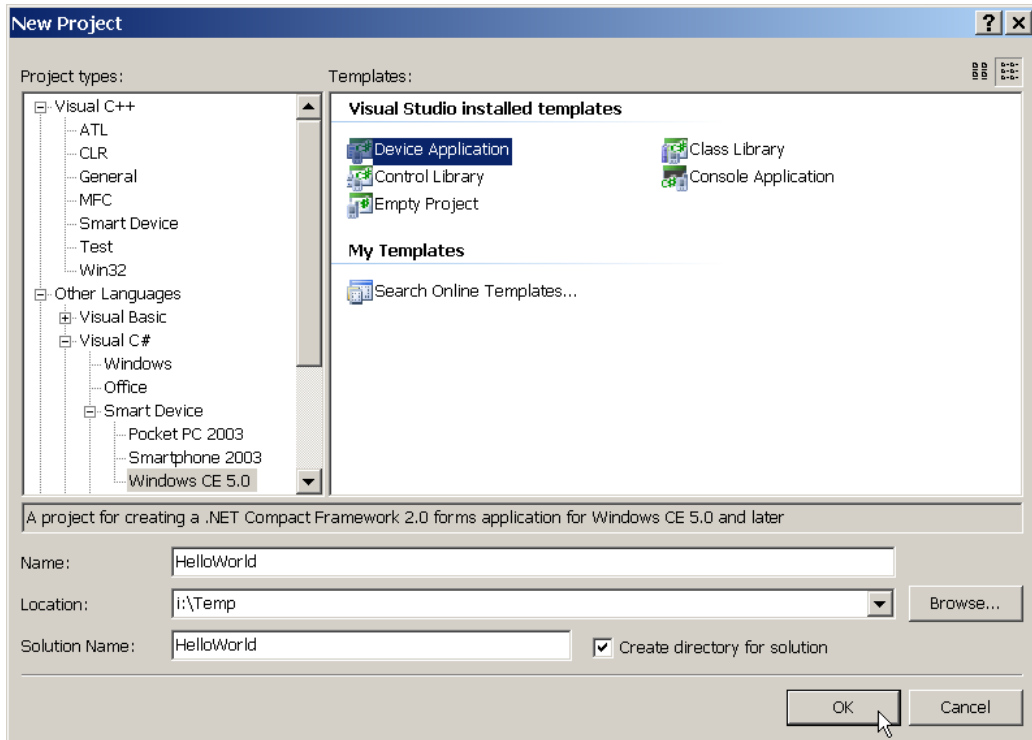 New Project
Project types:
Templates:
Visual C++
ATL
CLR
General
MFC
Smart Device
Test
Win32
Other Languages
Visual Basic
Visual C#
Windows
Office
Smart Device
Pocket PC 2003
Smartphone 2003
Windows CE 5.0
Visual Studio installed templates
Device Application
Class Library
Control Library
Console Application
Empty Project
My Templates
Search Online Templates...
A project for creating a .NET Compact Framework 2.0 forms application for Windows CE 5.0 and later
Name:
HelloWorld
Location:
i:\Temp
Browse...
Solution Name:
HelloWorld
Create directory for solution
OK
Cancel